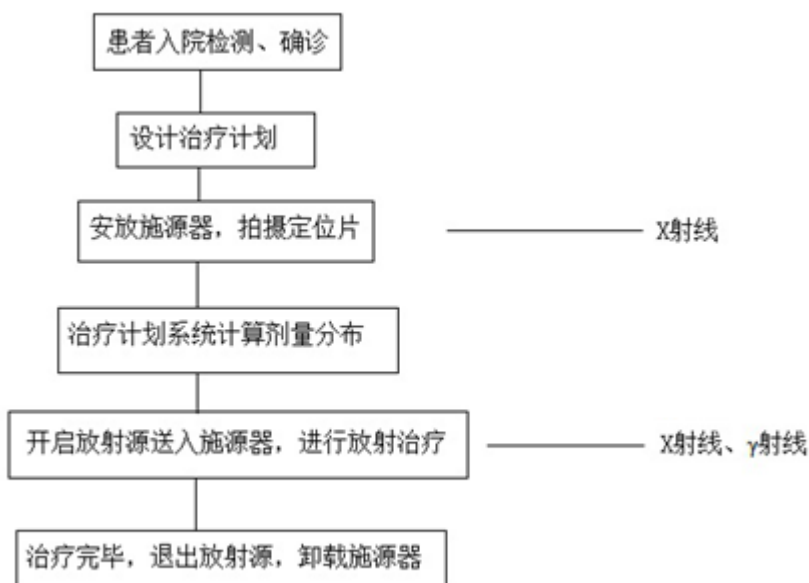 患者入院检测、确诊
设计治疗计划
安放施源器，拍摄定位片
X射线
治疗计划系统计算剂量分布
开启放射源送入施源器，进行放射治疗
X射线、γ射线
治疗完毕，退出放射源，卸载施源器